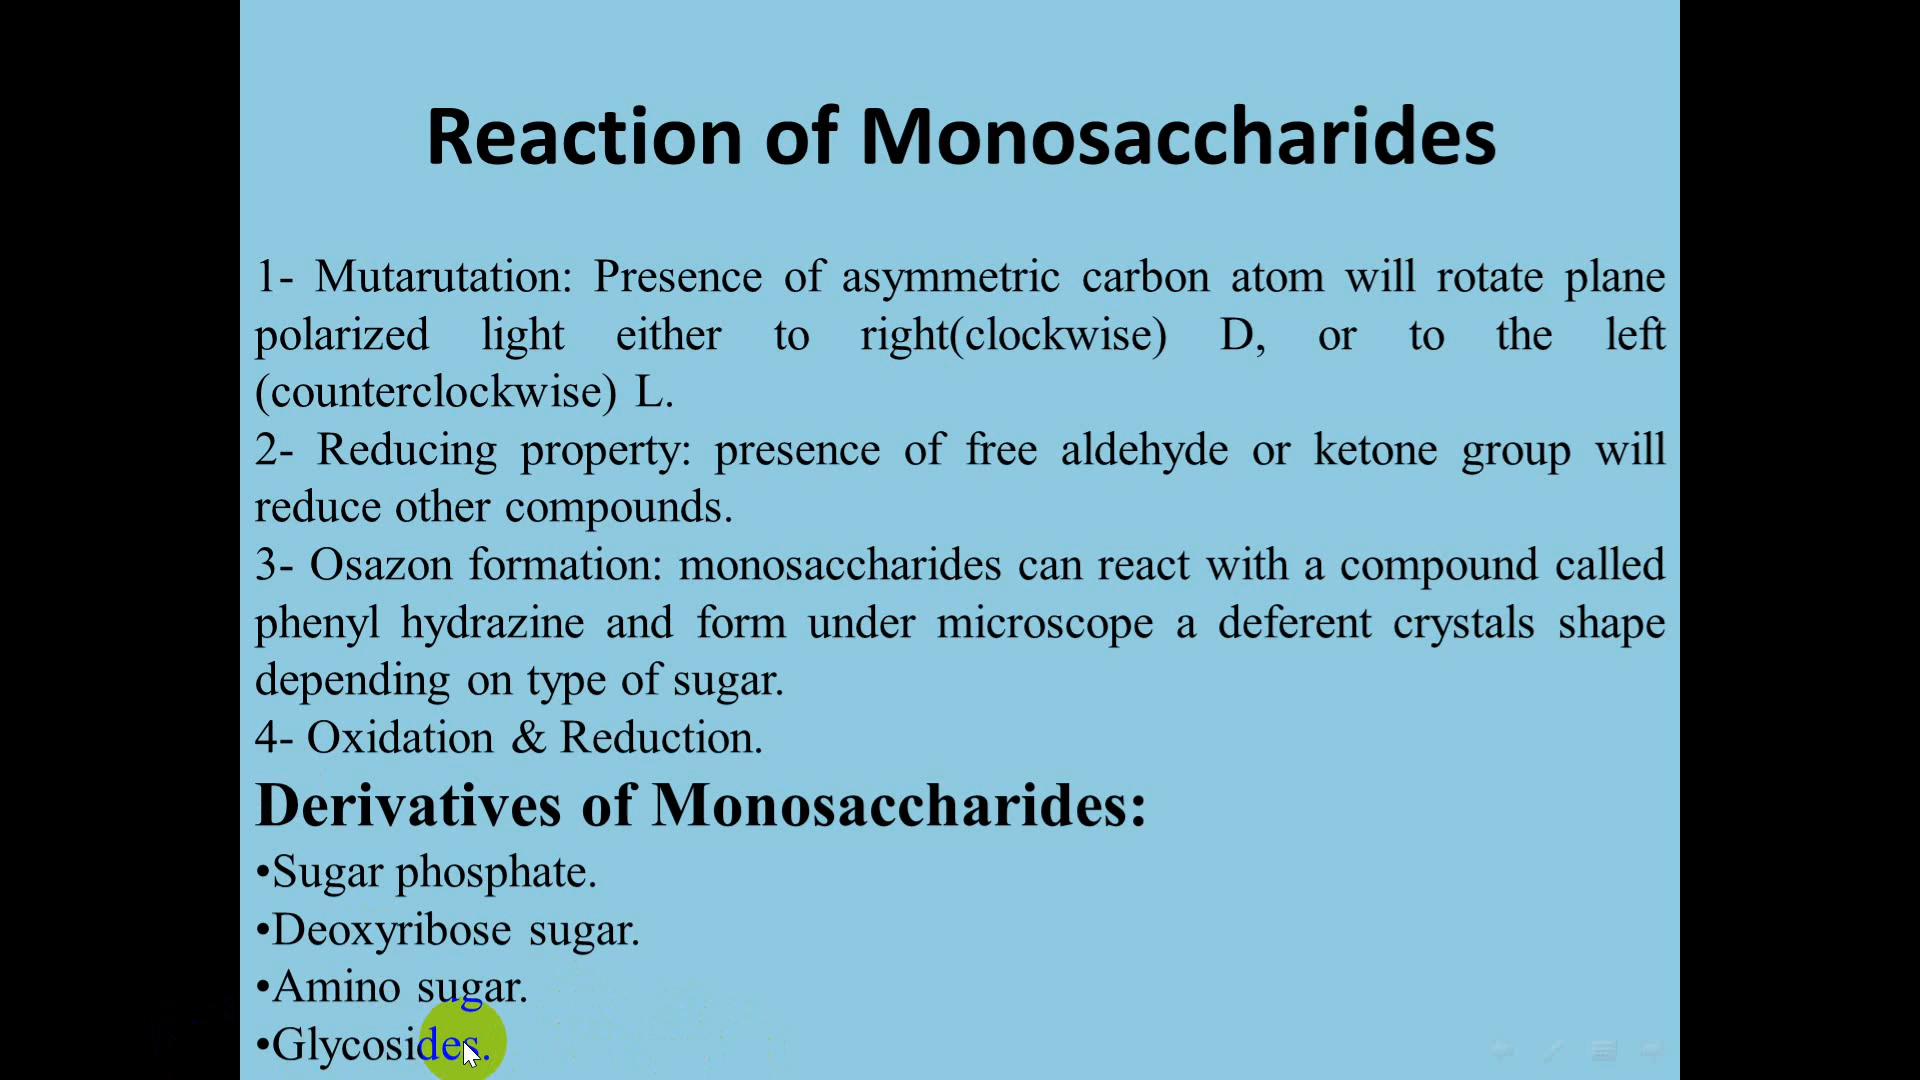 Reaction of Monosaccharides
1- Mutarutation: Presence of asymmetric carbon atom will rotate plane
polarized light either to right(clockwise) D, or to the left
(counterclockwise) L.
2- Reducing property: presence of free aldehyde or ketone group will
reduce other compounds.
3- Osazon formation: monosaccharides can react with a compound called
phenyl hydrazine and form under microscope a deferent crystals shape
depending on type of sugar.
4- Oxidation & Reduction.
Derivatives of Monosaccharides:
•Sugar phosphate.
•Deoxyribose sugar.
•Amino sugar.
•Glycosides.